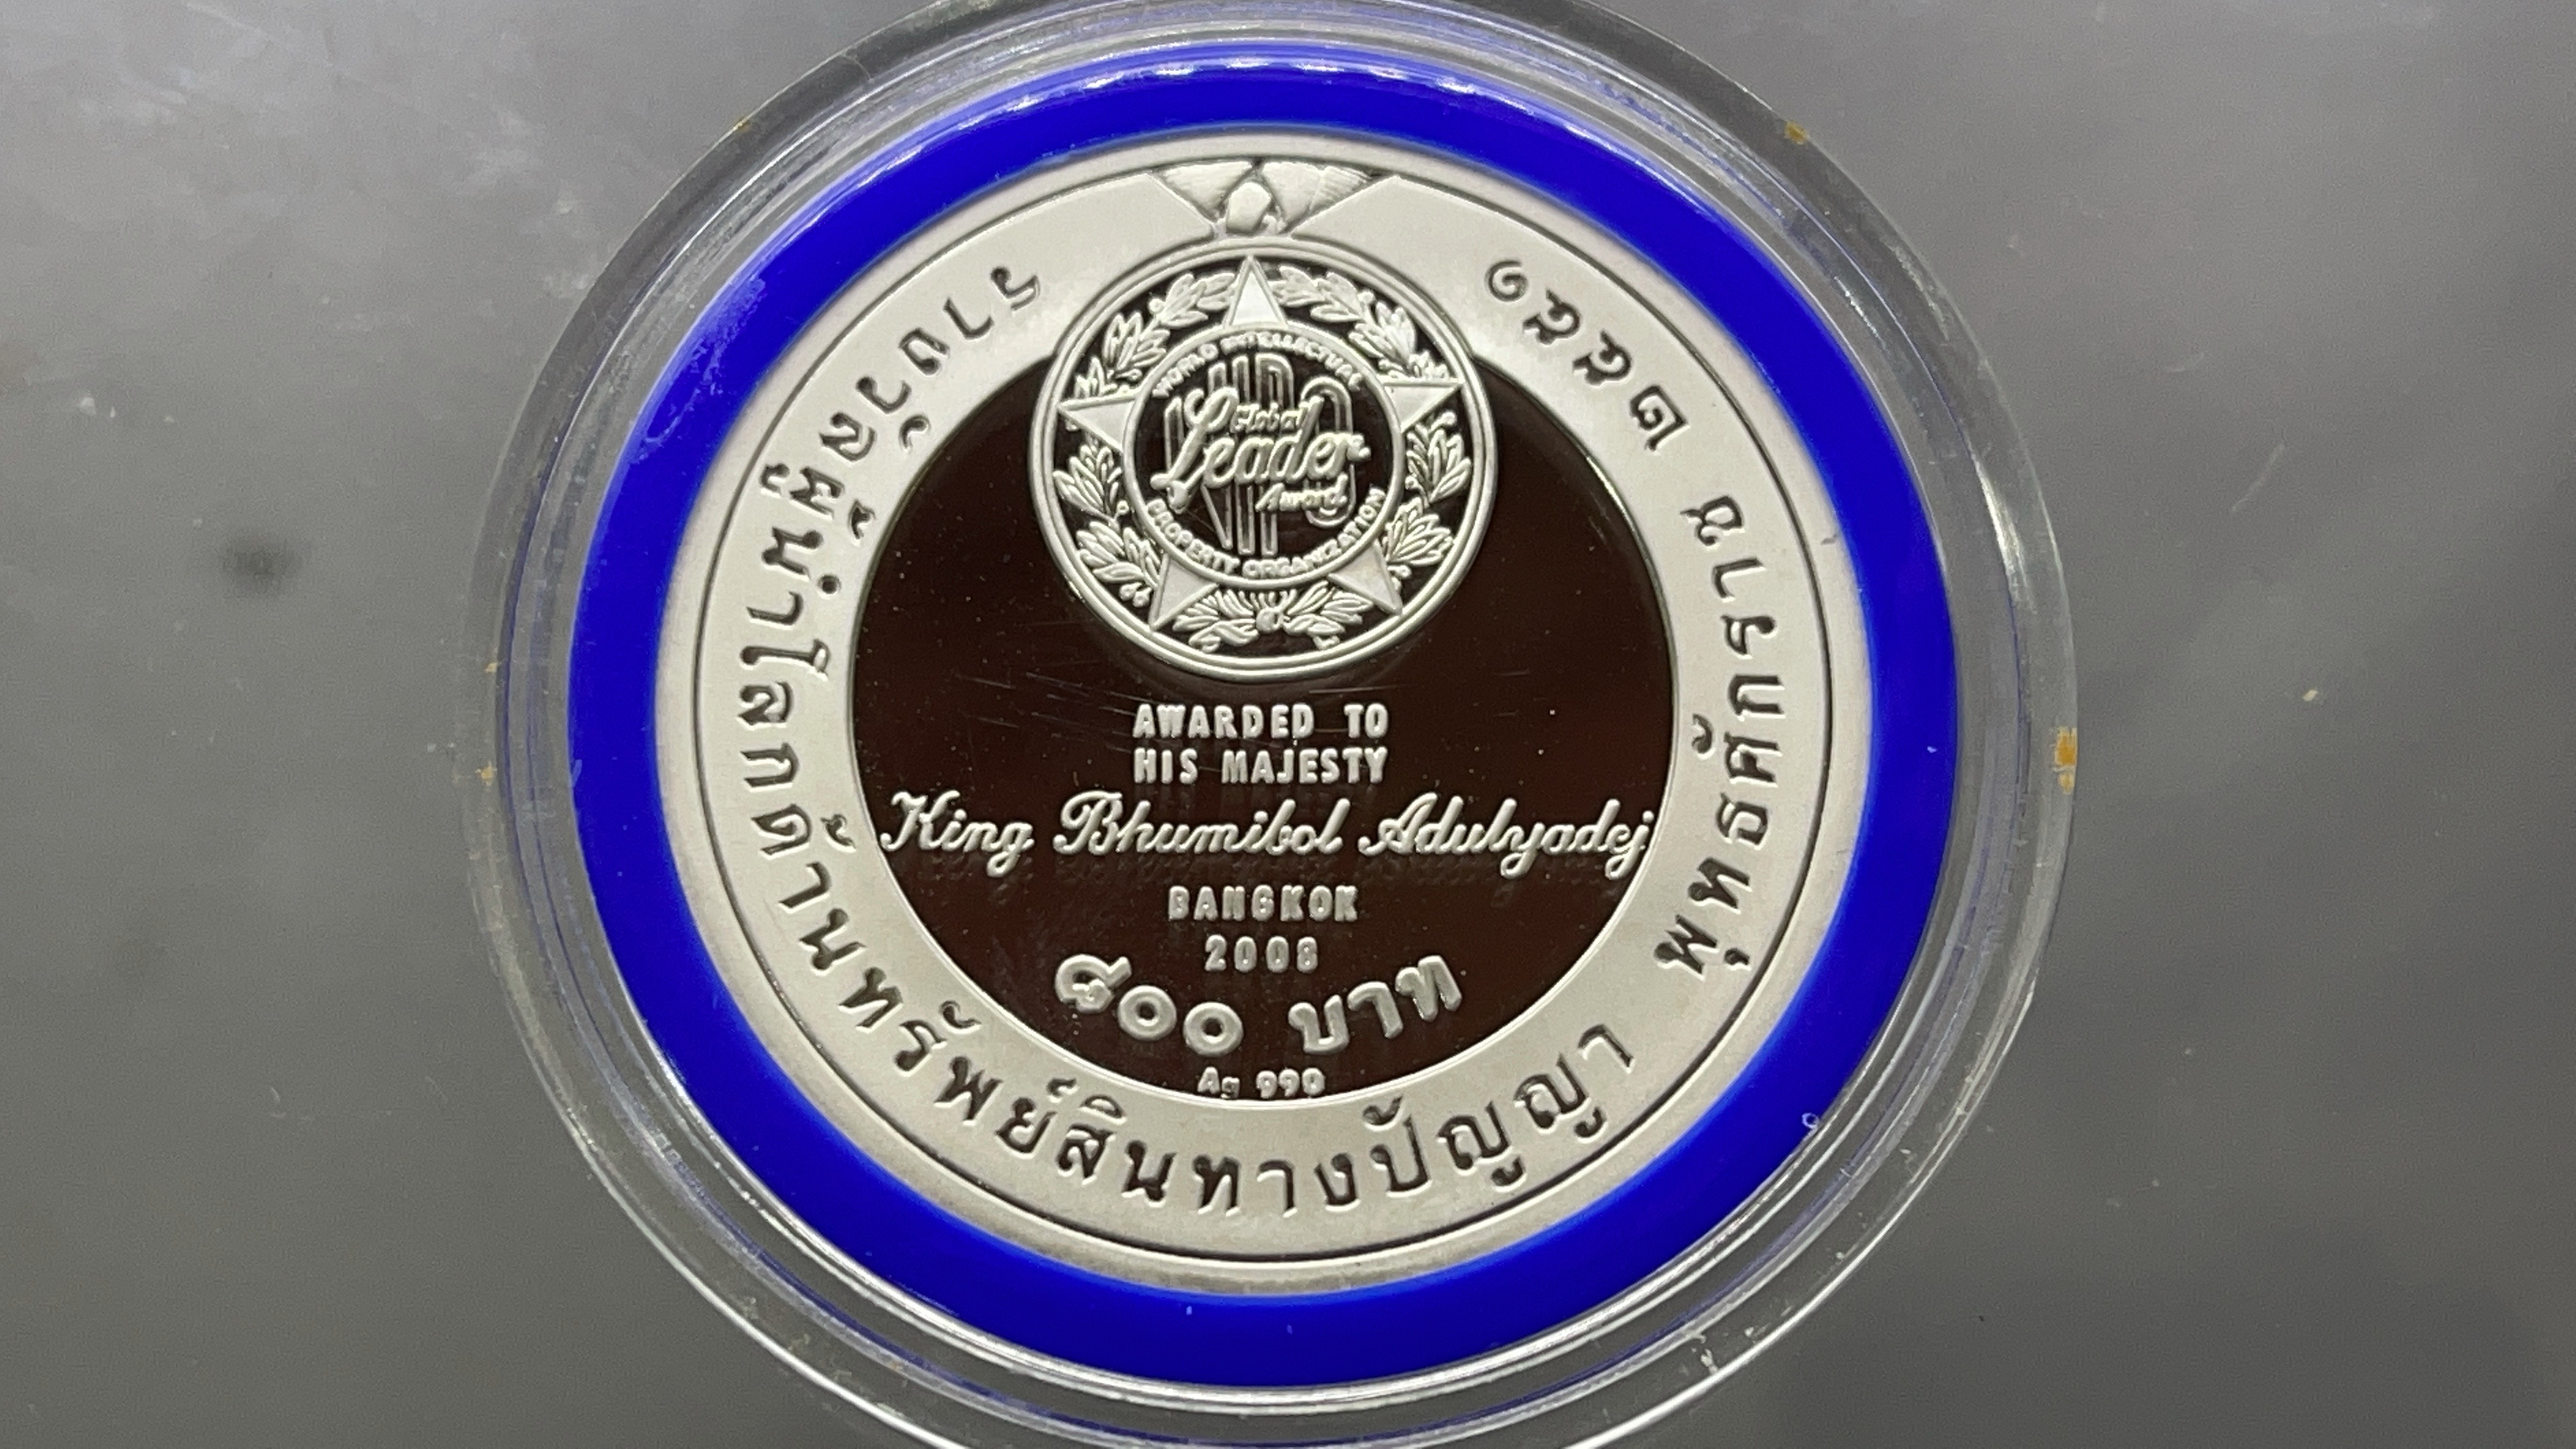 WORLD INTELLECTUAL
PROPERTY ORGANIZATION
WIPO
Global
Leader
Award
AWARDED TO
HIS MAJESTY
King Bhumibol Adulyadej
BANGKOK
2008
๘๐๐ บาท
Ag 999
รางวัลผู้นำโลกด้านทรัพย์สินทางปัญญา พุทธศักราช ๒๕๕๑